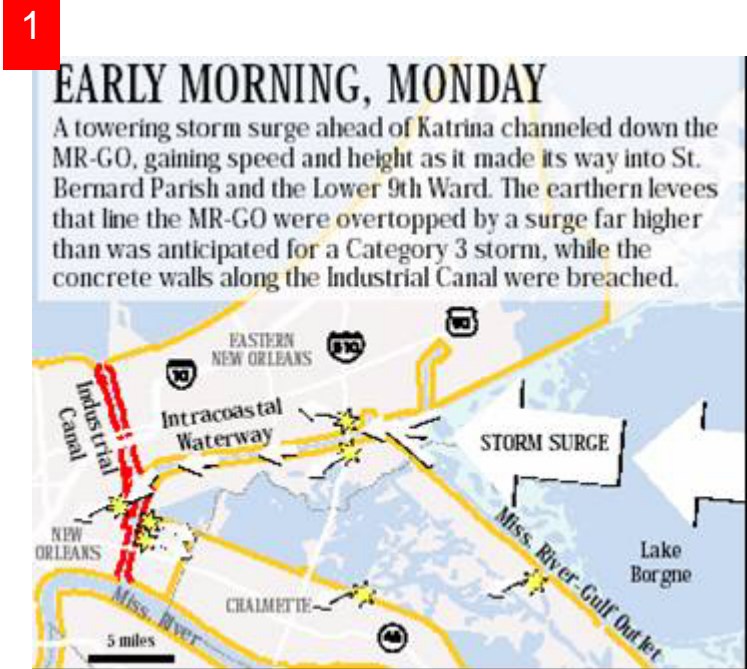 1
EARLY MORNING, MONDAY
A towering storm surge ahead of Katrina channeled down the
MR-GO, gaining speed and height as it made its way into St.
Bernard Parish and the Lower 9th Ward. The earthern levees
that line the MR-GO were overtopped by a surge far higher
than was anticipated for a Category 3 storm, while the
concrete walls along the Industrial Canal were breached.
90
EASTERN
NEW ORLEANS
510
10
Industrial
Canal
Intracoastal
Waterway
STORM SURGE
NEW
ORLEANS
Miss. River-Gulf Outlet
Lake
Borgne
CHALMETTE
Miss. River
46
5 miles